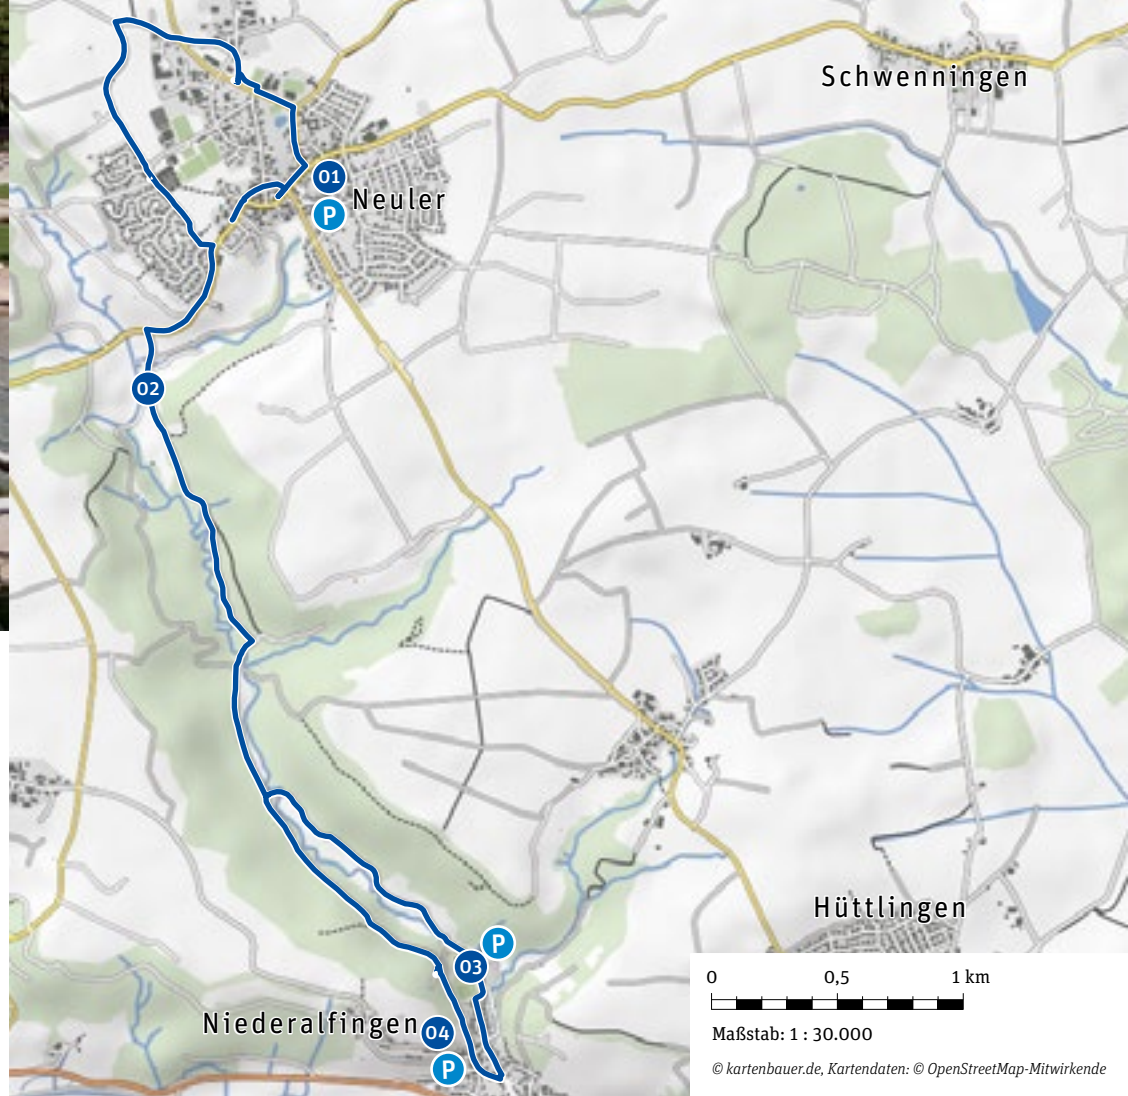 Schwenningen
01
Neuler
P
02
Hüttlingen
P
03
Niederalfingen
04
P
0 0,5 1 km
Maßstab: 1 : 30.000
© kartenbauer.de, Kartendaten: © OpenStreetMap-Mitwirkende